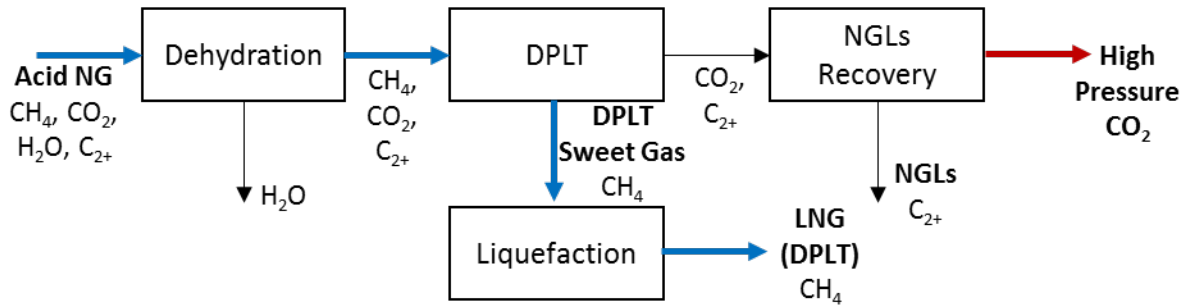 Dehydration
DPLT
NGLs
Recovery
Acid NG
CH₄, CO₂,
H₂O, C₂₊
CH₄,
CO₂,
C₂₊
CO₂,
C₂₊
High
Pressure
CO₂
DPLT
Sweet Gas
CH₄
H₂O
NGLs
C₂₊
Liquefaction
LNG
(DPLT)
CH₄